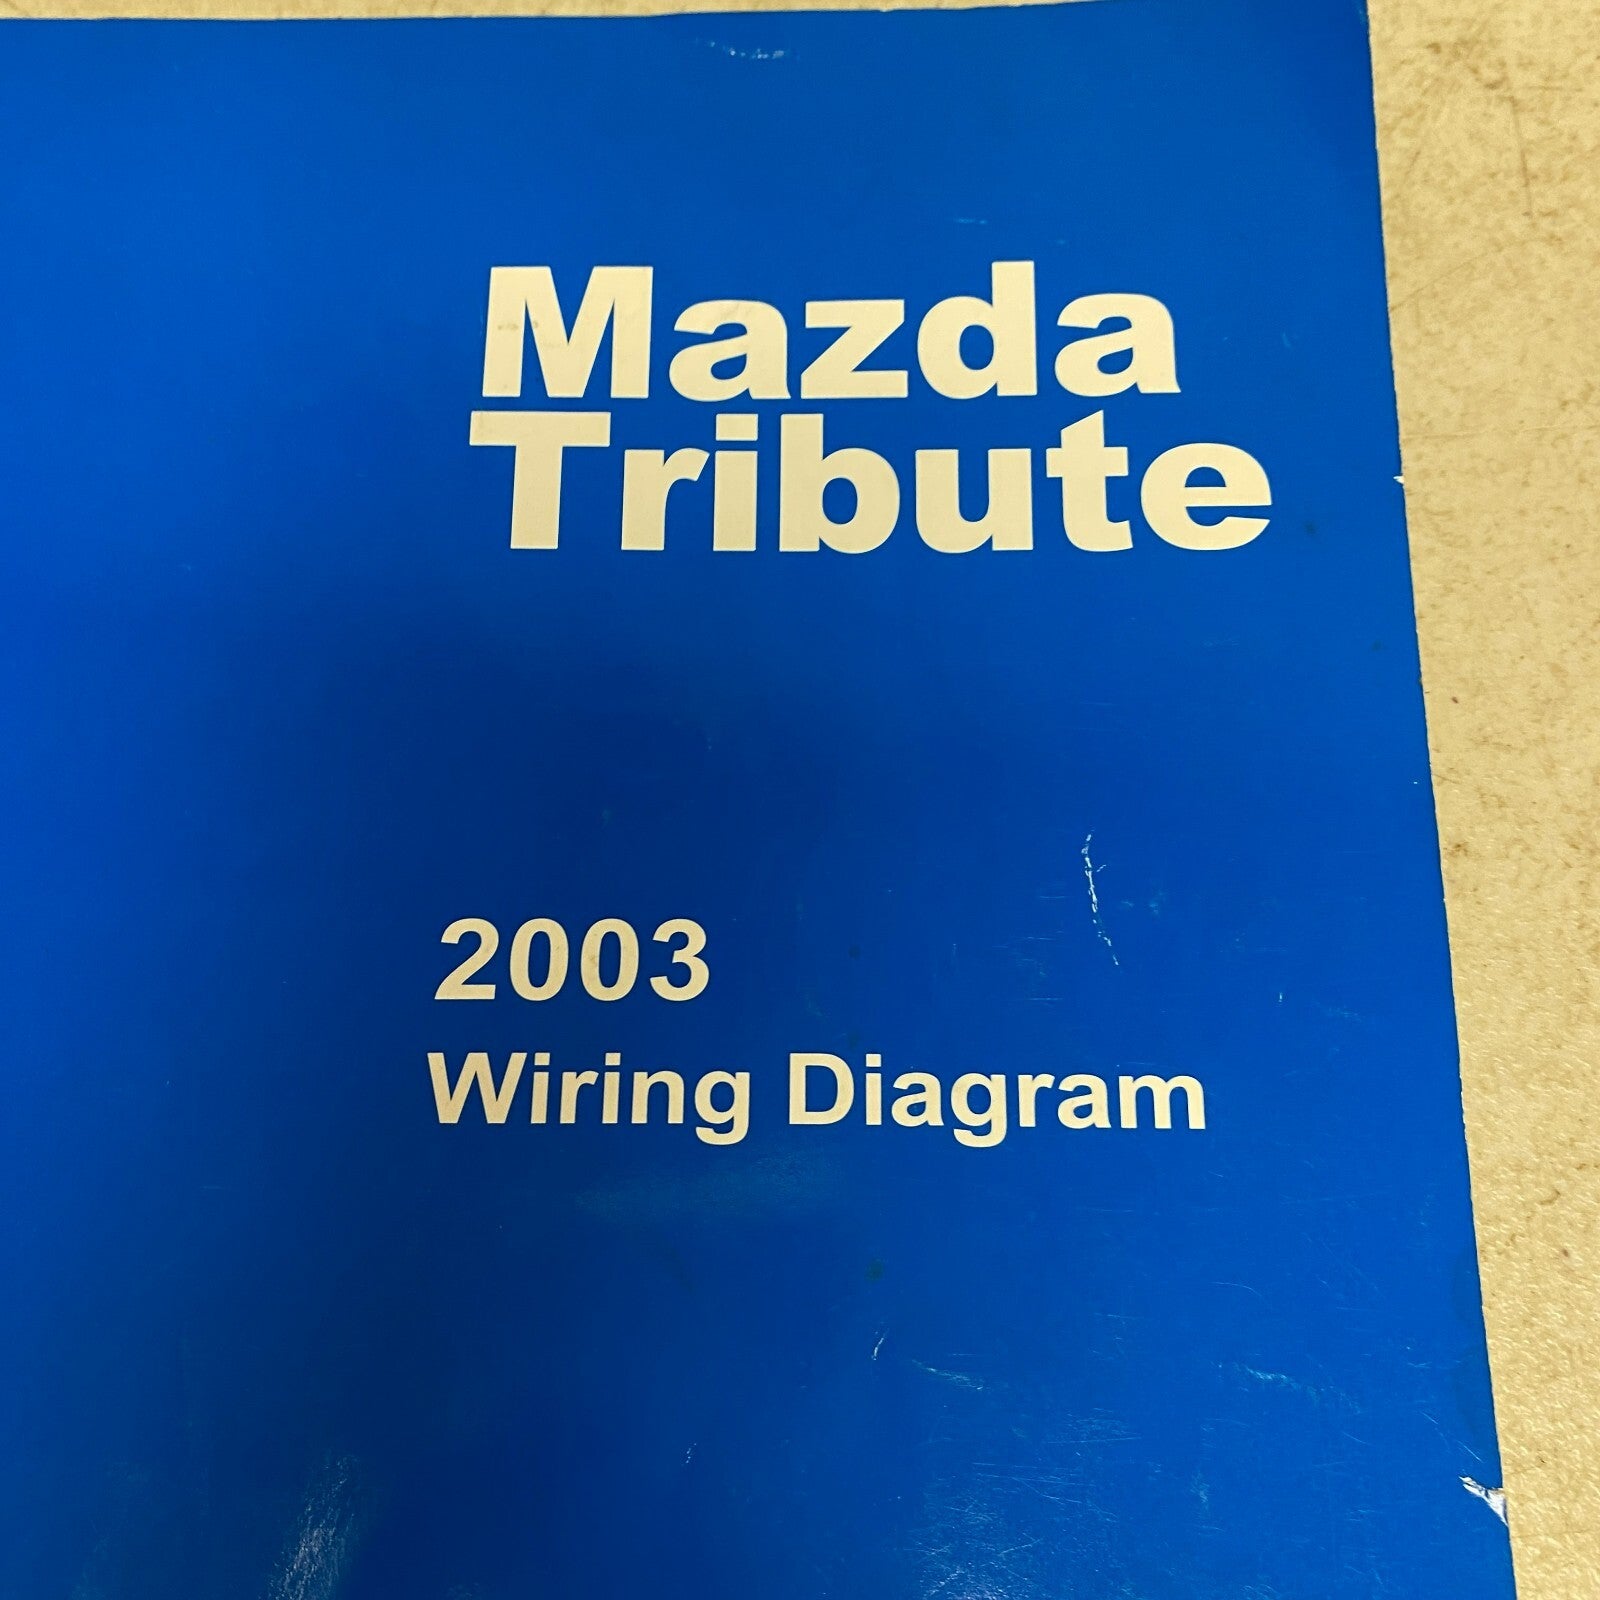 Mazda
Tribute
2003
Wiring Diagram